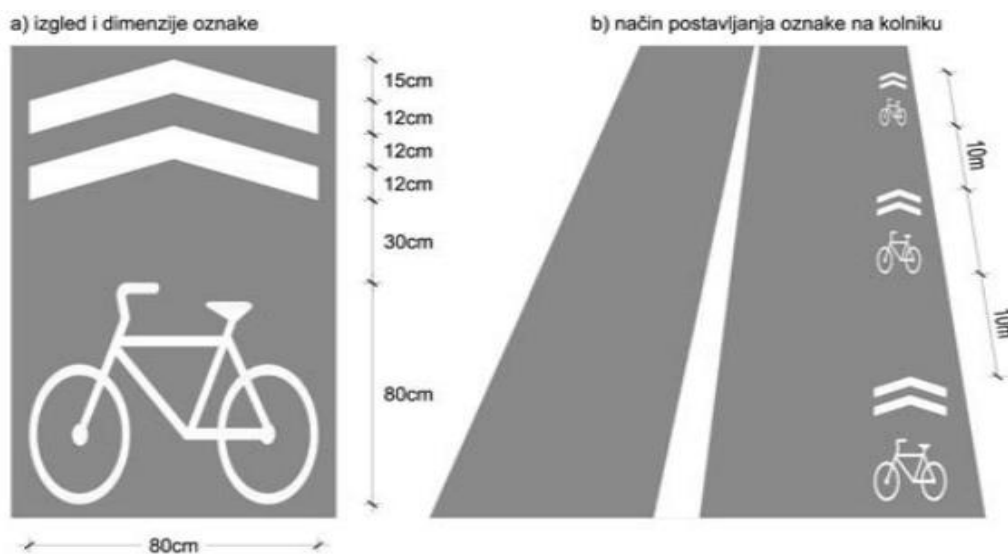 a) izgled i dimenzije oznake
15cm
12cm
12cm
12cm
30cm
80cm
80cm
b) način postavljanja oznake na kolniku
10m
10m